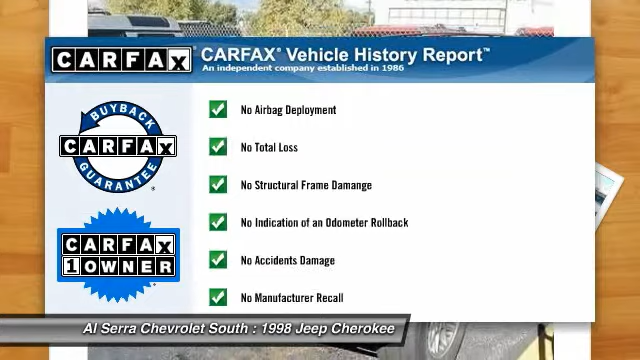 CARFAX
CARFAX® Vehicle History Report™
An independent company established in 1986
BUYBACK
CARFAX
GUARANTEE
®
CARFAX
1 OWNER
No Airbag Deployment
No Total Loss
No Structural Frame Damange
No Indication of an Odometer Rollback
No Accidents Damage
No Manufacturer Recall
Al Serra Chevrolet South : 1998 Jeep Cherokee